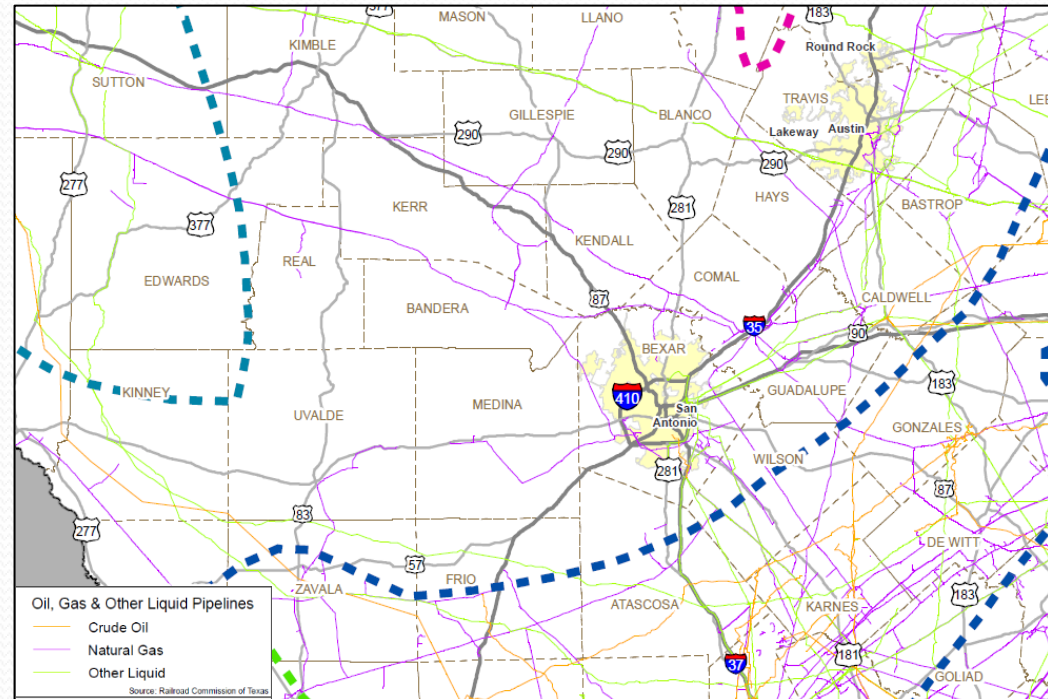 377
MASON
LLANO
183
KIMBLE
Round Rock
SUTTON
TRAVIS
LEE
GILLESPIE
BLANCO
Lakeway
Austin
290
290
290
277
HAYS
BASTROP
281
KERR
377
KENDALL
REAL
COMAL
EDWARDS
BANDERA
87
CALDWELL
35
90
BEXAR
KINNEY
410
GUADALUPE
183
MEDINA
San
Antonio
UVALDE
GONZALES
WILSON
281
87
83
277
DE WITT
57
FRIO
ZAVALA
183
ATASCOSA
KARNES
Oil, Gas & Other Liquid Pipelines
Crude Oil
Natural Gas
Other Liquid
Source: Railroad Commission of Texas
37
181
GOLIAD